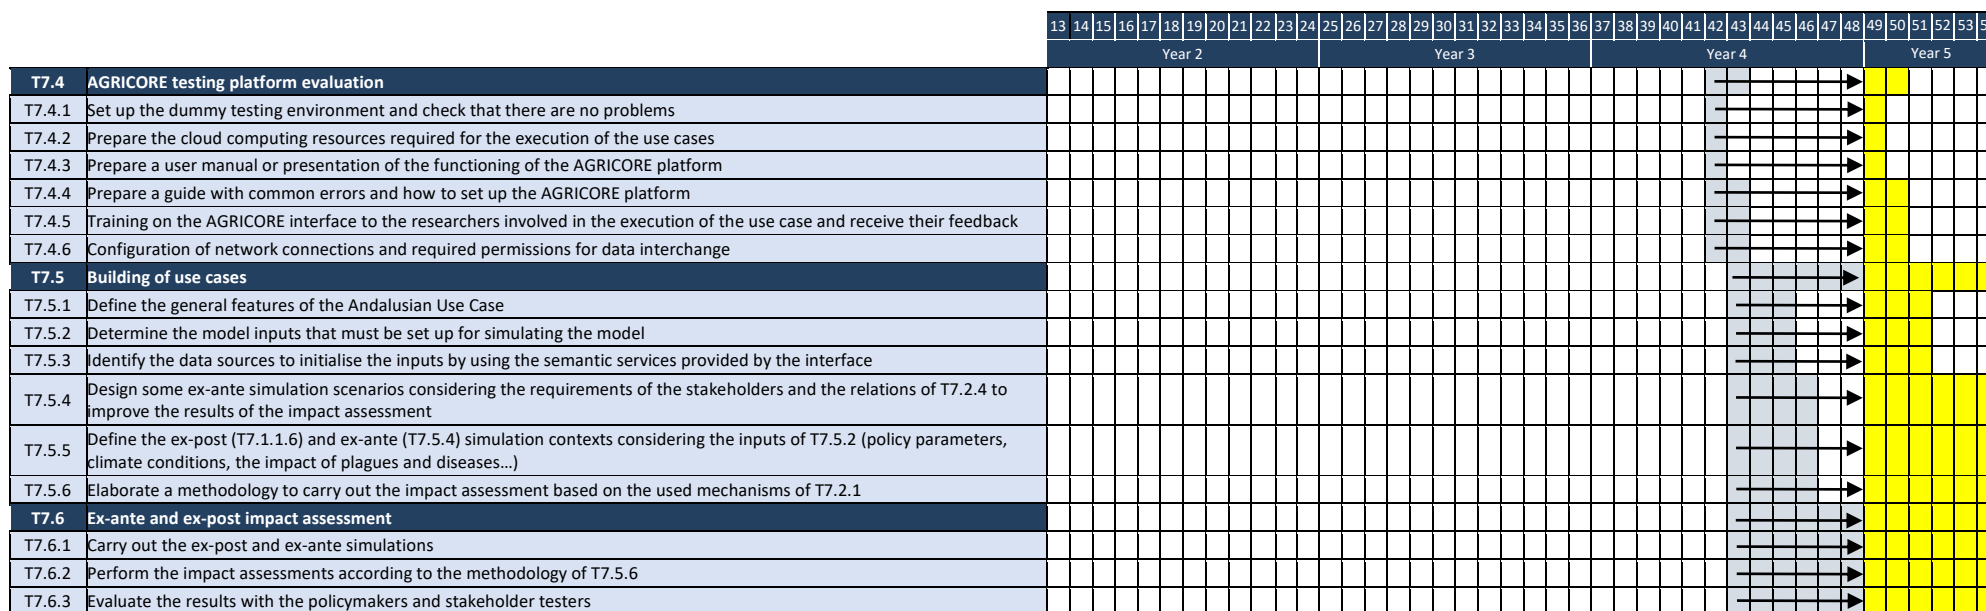 13 14 15 16 17 18 19 20 21 22 23 24 25 26 27 28 29 30 31 32 33 34 35 36 37 38 39 40 41 42 43 44 45 46 47 48 49 50 51 52 53 5
Year 2 Year 3 Year 4 Year 5
T7.4 AGRICORE testing platform evaluation
T7.4.1 Set up the dummy testing environment and check that there are no problems
T7.4.2 Prepare the cloud computing resources required for the execution of the use cases
T7.4.3 Prepare a user manual or presentation of the functioning of the AGRICORE platform
T7.4.4 Prepare a guide with common errors and how to set up the AGRICORE platform
T7.4.5 Training on the AGRICORE interface to the researchers involved in the execution of the use case and receive their feedback
T7.4.6 Configuration of network connections and required permissions for data interchange
T7.5 Building of use cases
T7.5.1 Define the general features of the Andalusian Use Case
T7.5.2 Determine the model inputs that must be set up for simulating the model
T7.5.3 Identify the data sources to initialise the inputs by using the semantic services provided by the interface
T7.5.4 Design some ex-ante simulation scenarios considering the requirements of the stakeholders and the relations of T7.2.4 to
improve the results of the impact assessment
T7.5.5 Define the ex-post (T7.1.1.6) and ex-ante (T7.5.4) simulation contexts considering the inputs of T7.5.2 (policy parameters,
climate conditions, the impact of plagues and diseases…)
T7.5.6 Elaborate a methodology to carry out the impact assessment based on the used mechanisms of T7.2.1
T7.6 Ex-ante and ex-post impact assessment
T7.6.1 Carry out the ex-post and ex-ante simulations
T7.6.2 Perform the impact assessments according to the methodology of T7.5.6
T7.6.3 Evaluate the results with the policymakers and stakeholder testers